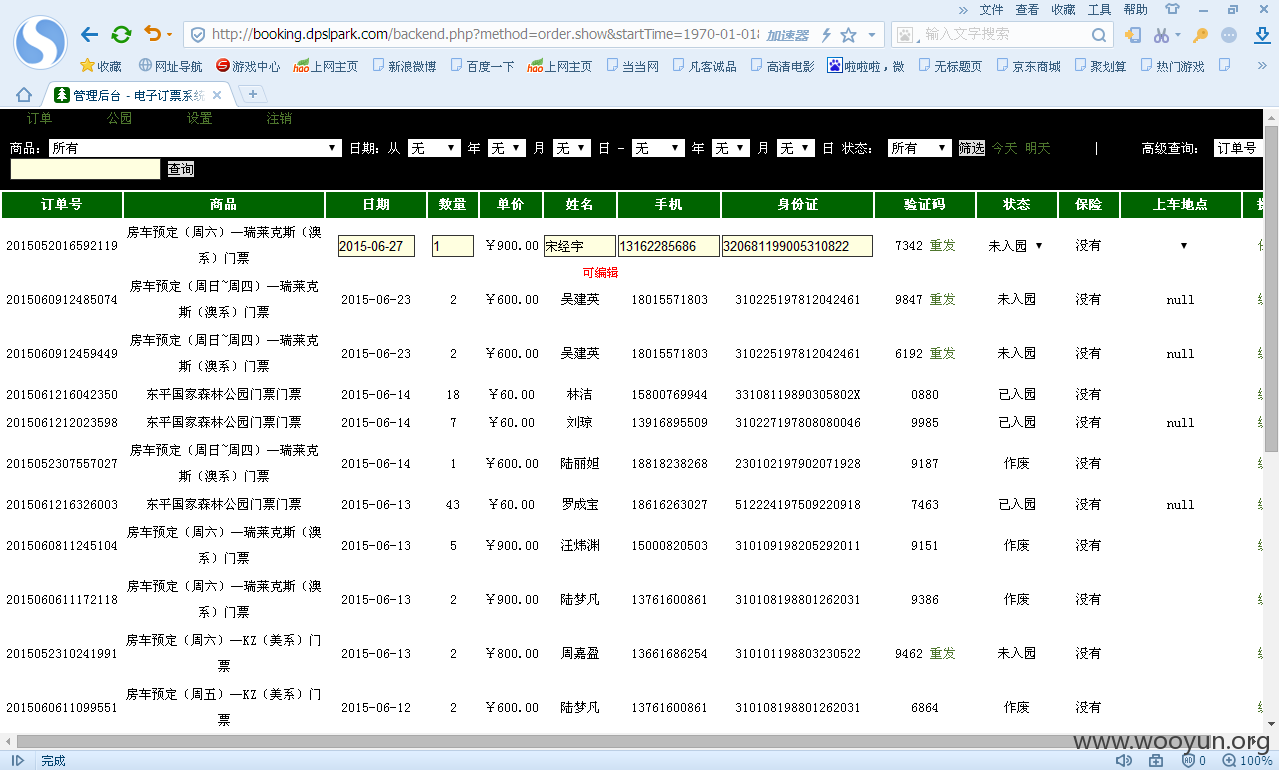 文件 查看 收藏 工具 帮助
http://booking.dpslpark.com/backend.php?method=order.show&startTime=1970-01-01 加速器 输入文字搜索
收藏 网址导航 游戏中心 hao上网主页 新浪微博 百度一下 hao上网主页 当当网 凡客诚品 高清电影 啦啦啦，微 无标题页 京东商城 聚划算 热门游戏
管理后台 - 电子订票系统
订单 公园 设置 注销
商品： 所有 日期：从 无 年 无 月 无 日 - 无 年 无 月 无 日 状态： 所有 筛选 今天 明天 | 高级查询： 订单号
查询
订单号 商品 日期 数量 单价 姓名 手机 身份证 验证码 状态 保险 上车地点
2015052016592119 房车预定（周六）—瑞莱克斯（澳系）门票 2015-06-27 1 ￥900.00 宋经宇 13162285686 320681199005310822 7342 重发 未入园 没有
可编辑
2015060912485074 房车预定（周日~周四）—瑞莱克斯（澳系）门票 2015-06-23 2 ￥600.00 吴建英 18015571803 310225197812042461 9847 重发 未入园 没有 null
2015060912459449 房车预定（周日~周四）—瑞莱克斯（澳系）门票 2015-06-23 2 ￥600.00 吴建英 18015571803 310225197812042461 6192 重发 未入园 没有 null
2015061216042350 东平国家森林公园门票门票 2015-06-14 18 ￥60.00 林洁 15800769944 33108119890305802X 0880 已入园 没有
2015061212023598 东平国家森林公园门票门票 2015-06-14 7 ￥60.00 刘琼 13916895509 310227197808080046 9985 已入园 没有 null
2015052307557027 房车预定（周日~周四）—瑞莱克斯（澳系）门票 2015-06-14 1 ￥600.00 陆丽妲 18818238268 230102197902071928 9187 作废 没有
2015061216326003 东平国家森林公园门票门票 2015-06-13 43 ￥60.00 罗成宝 18616263027 512224197509220918 7463 已入园 没有 null
2015060811245104 房车预定（周六）—瑞莱克斯（澳系）门票 2015-06-13 5 ￥900.00 汪炜渊 15000820503 310109198205292011 9151 作废 没有
2015060611172118 房车预定（周六）—瑞莱克斯（澳系）门票 2015-06-13 2 ￥900.00 陆梦凡 13761600861 310108198801262031 9386 作废 没有
2015052310241991 房车预定（周六）—KZ（美系）门票 2015-06-13 2 ￥800.00 周嘉盈 13661686254 310101198803230522 9462 重发 未入园 没有
2015060611099551 房车预定（周五）—KZ（美系）门票 2015-06-12 2 ￥600.00 陆梦凡 13761600861 310108198801262031 6864 作废 没有
www.wooyun.org
完成 0 100%